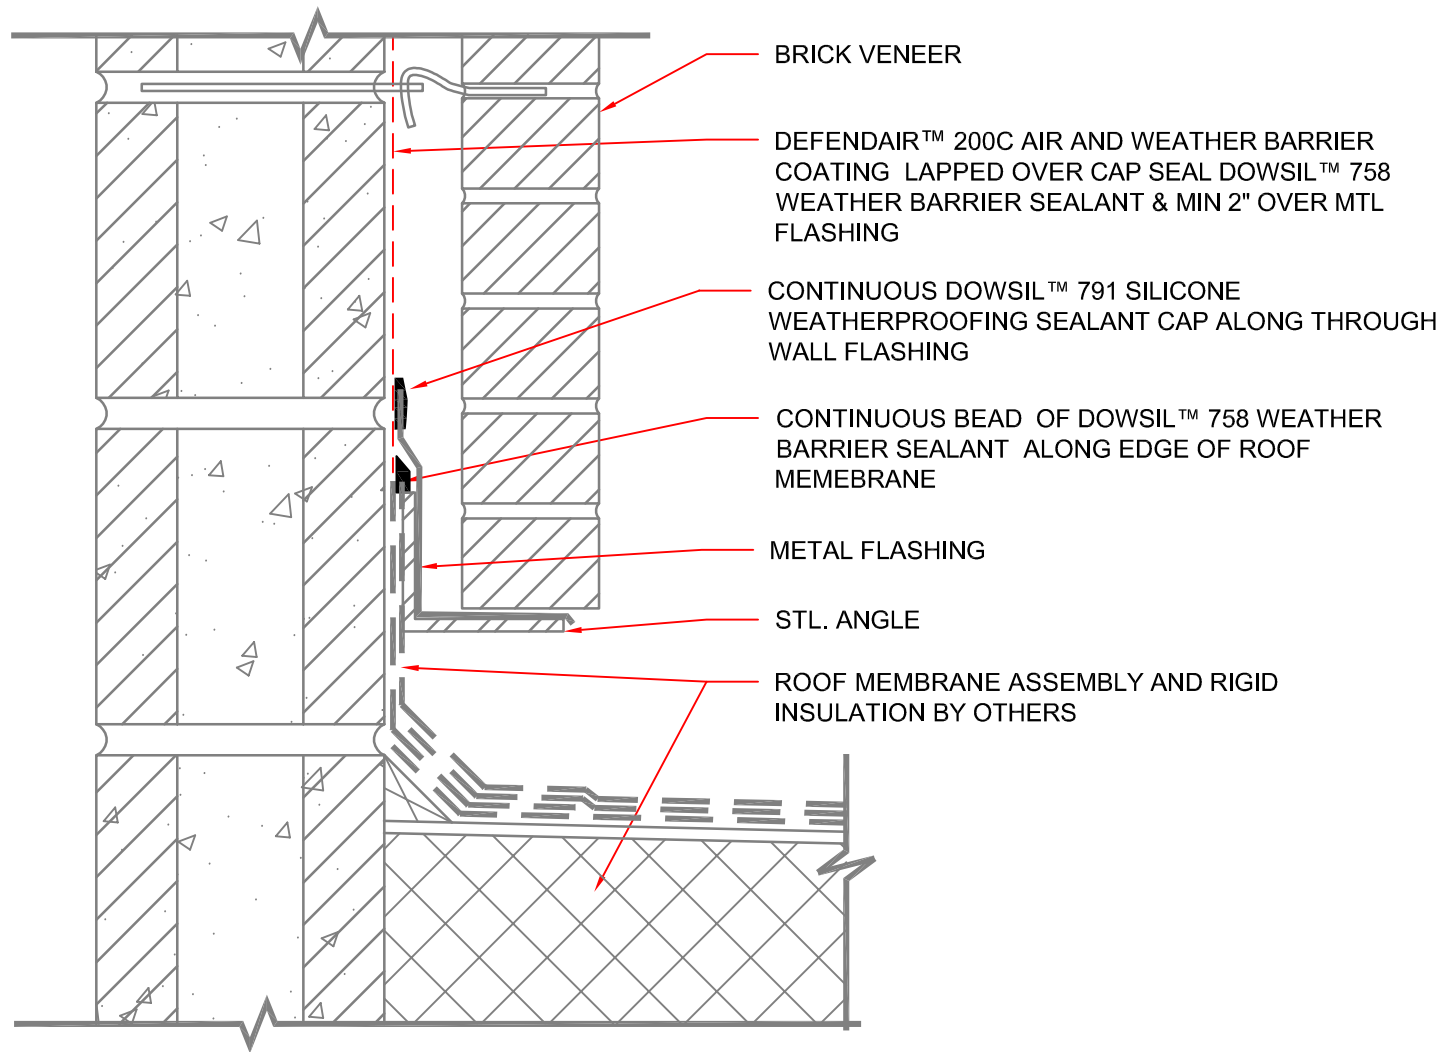 BRICK VENEER
DEFENDAIR™ 200C AIR AND WEATHER BARRIER
COATING LAPPED OVER CAP SEAL DOWSIL™ 758
WEATHER BARRIER SEALANT & MIN 2" OVER MTL
FLASHING
CONTINUOUS DOWSIL™ 791 SILICONE
WEATHERPROOFING SEALANT CAP ALONG THROUGH
WALL FLASHING
CONTINUOUS BEAD OF DOWSIL™ 758 WEATHER
BARRIER SEALANT ALONG EDGE OF ROOF
MEMEBRANE
METAL FLASHING
STL. ANGLE
ROOF MEMBRANE ASSEMBLY AND RIGID
INSULATION BY OTHERS